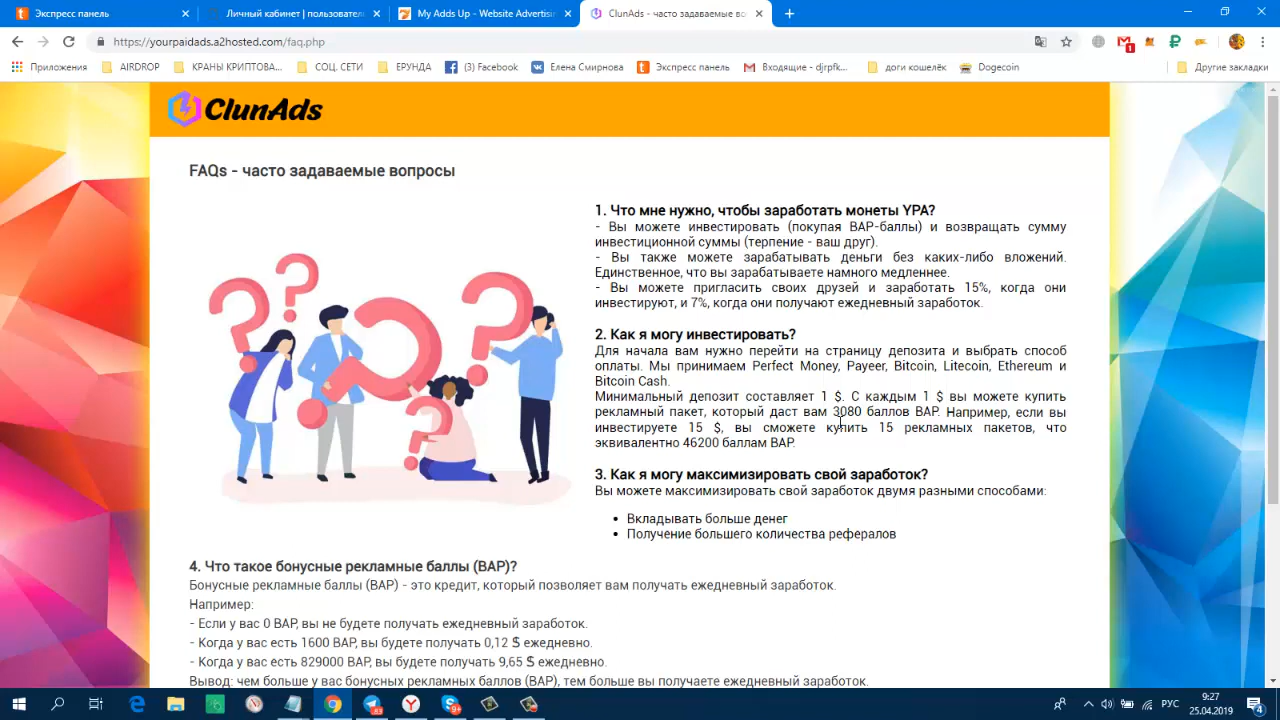 Экспресс панель
Личный кабинет | пользовател
My Adds Up - Website Advertisin
ClunAds - часто задаваемые во
https://yourpaidads.a2hosted.com/faq.php
1
Приложения
AIRDROP
КРАНЫ КРИПТОВА...
СОЦ. СЕТИ
ЕРУНДА
(3) Facebook
Елена Смирнова
Экспресс панель
Входящие - djrpfk...
доги кошелёк
Dogecoin
Другие закладки
ClunAds
FAQs - часто задаваемые вопросы
1. Что мне нужно, чтобы заработать монеты YPA?
- Вы можете инвестировать (покупая BAP-баллы) и возвращать сумму
инвестиционной суммы (терпение - ваш друг).
- Вы также можете зарабатывать деньги без каких-либо вложений.
Единственное, что вы зарабатываете намного медленнее.
- Вы можете пригласить своих друзей и заработать 15%, когда они
инвестируют, и 7%, когда они получают ежедневный заработок.
2. Как я могу инвестировать?
Для начала вам нужно перейти на страницу депозита и выбрать способ
оплаты. Мы принимаем Perfect Money, Payeer, Bitcoin, Litecoin, Ethereum и
Bitcoin Cash.
Минимальный депозит составляет 1 $. С каждым 1 $ вы можете купить
рекламный пакет, который даст вам 3080 баллов BAP. Например, если вы
инвестируете 15 $, вы сможете купить 15 рекламных пакетов, что
эквивалентно 46200 баллам BAP.
3. Как я могу максимизировать свой заработок?
Вы можете максимизировать свой заработок двумя разными способами:
• Вкладывать больше денег
• Получение большего количества рефералов
4. Что такое бонусные рекламные баллы (BAP)?
Бонусные рекламные баллы (BAP) - это кредит, который позволяет вам получать ежедневный заработок.
Например:
- Если у вас 0 BAP, вы не будете получать ежедневный заработок.
- Когда у вас есть 1600 BAP, вы будете получать 0,12 $ ежедневно.
- Когда у вас есть 829000 BAP, вы будете получать 9,65 $ ежедневно.
Вывод: чем больше у вас бонусных рекламных баллов (BAP), тем больше вы получаете ежедневный заработок.
РУС
9:27
25.04.2019
4